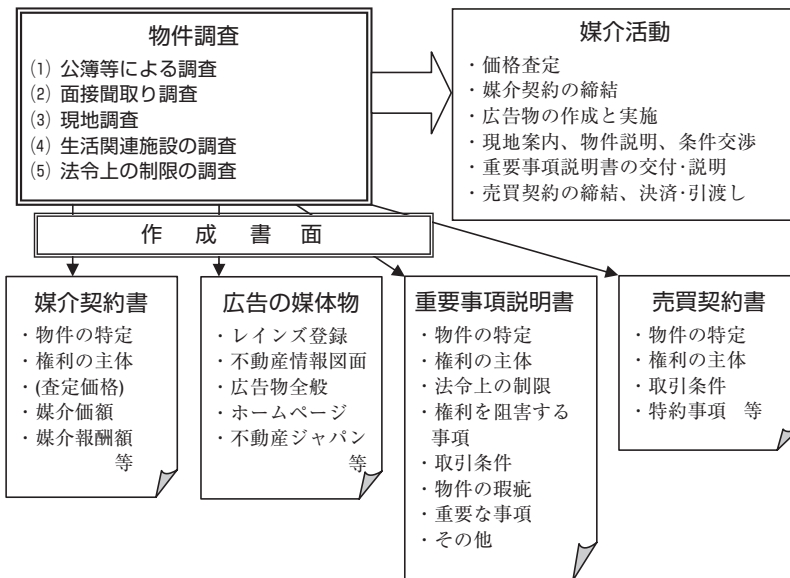 物件調査
(1) 公簿等による調査
(2) 面接聞取り調査
(3) 現地調査
(4) 生活関連施設の調査
(5) 法令上の制限の調査
媒介活動
・価格査定
・媒介契約の締結
・広告物の作成と実施
・現地案内、物件説明、条件交渉
・重要事項説明書の交付･説明
・売買契約の締結、決済･引渡し
作成書面
媒介契約書
・物件の特定
・権利の主体
・(査定価格)
・媒介価額
・媒介報酬額
等
広告の媒体物
・レインズ登録
・不動産情報図面
・広告物全般
・ホームページ
・不動産ジャパン
等
重要事項説明書
・物件の特定
・権利の主体
・法令上の制限
・権利を阻害する
事項
・取引条件
・物件の瑕疵
・重要な事項
・その他
売買契約書
・物件の特定
・権利の主体
・取引条件
・特約事項　等